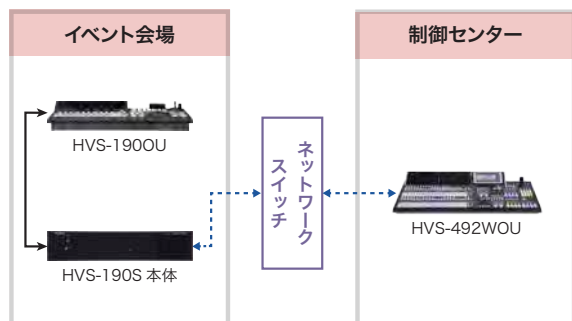 イベント会場
制御センター
HVS-190OU
HVS-190S 本体
ネットワーク
スイッチ
HVS-492WOU